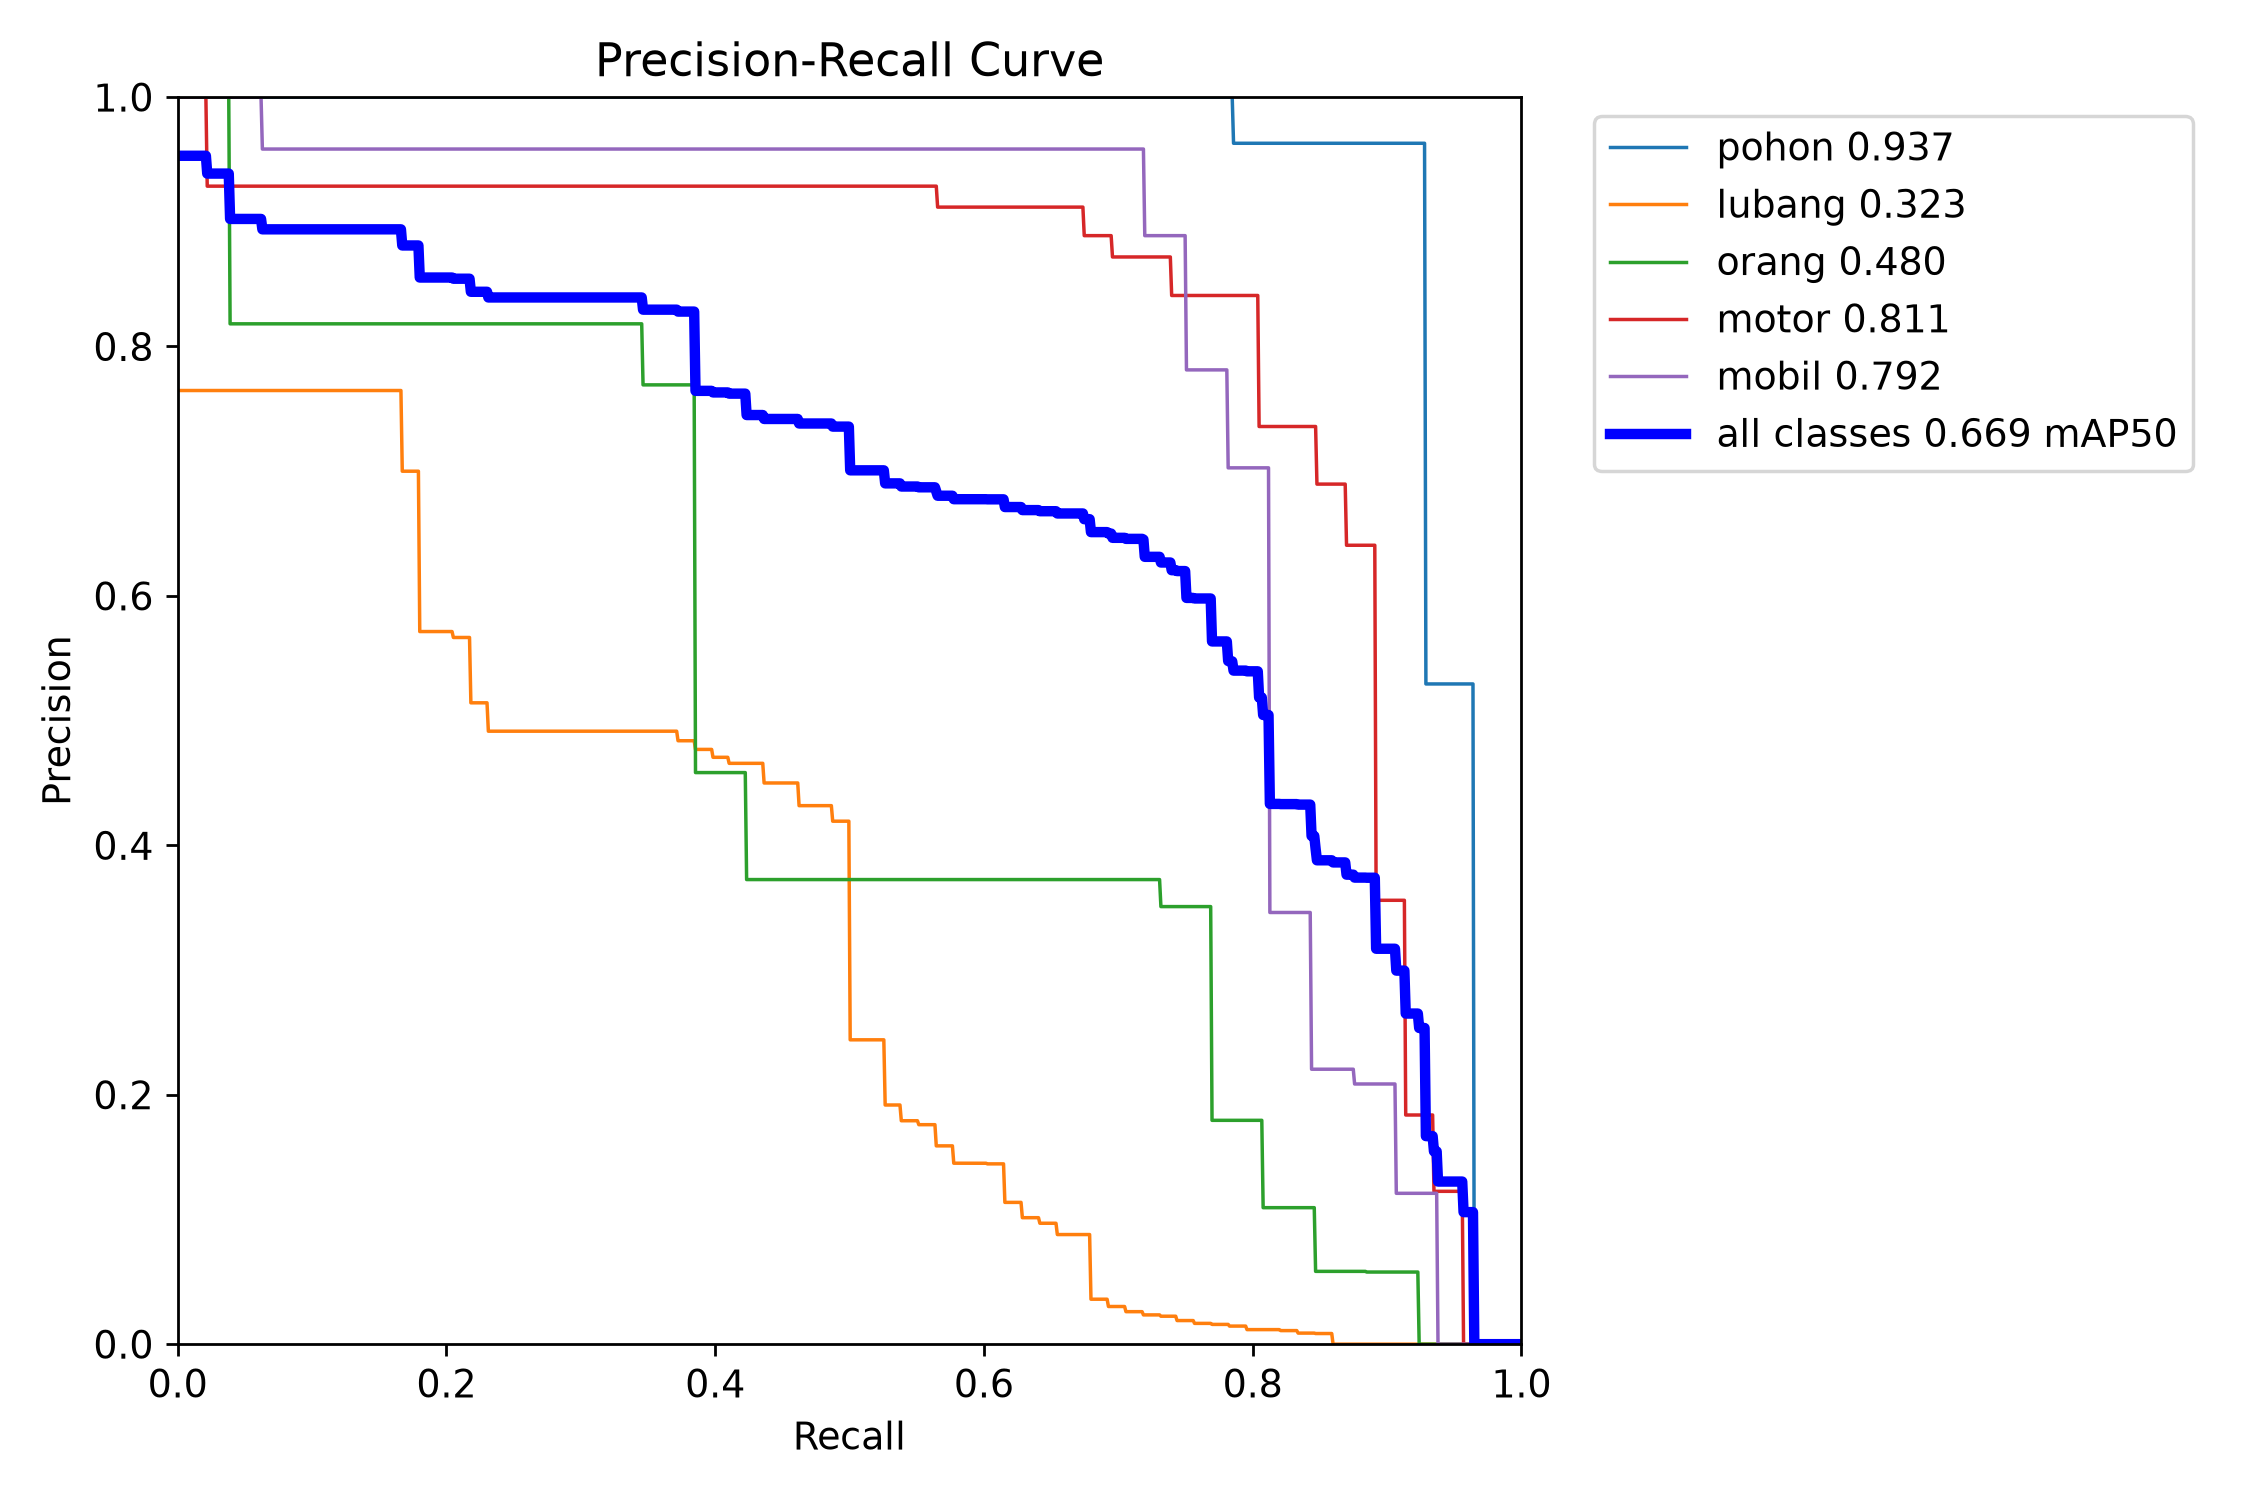 Precision-Recall Curve
1.0
0.8
0.6
0.4
0.2
0.0
Precision
0.0 0.2 0.4 0.6 0.8 1.0
Recall
pohon 0.937
lubang 0.323
orang 0.480
motor 0.811
mobil 0.792
all classes 0.669 mAP50